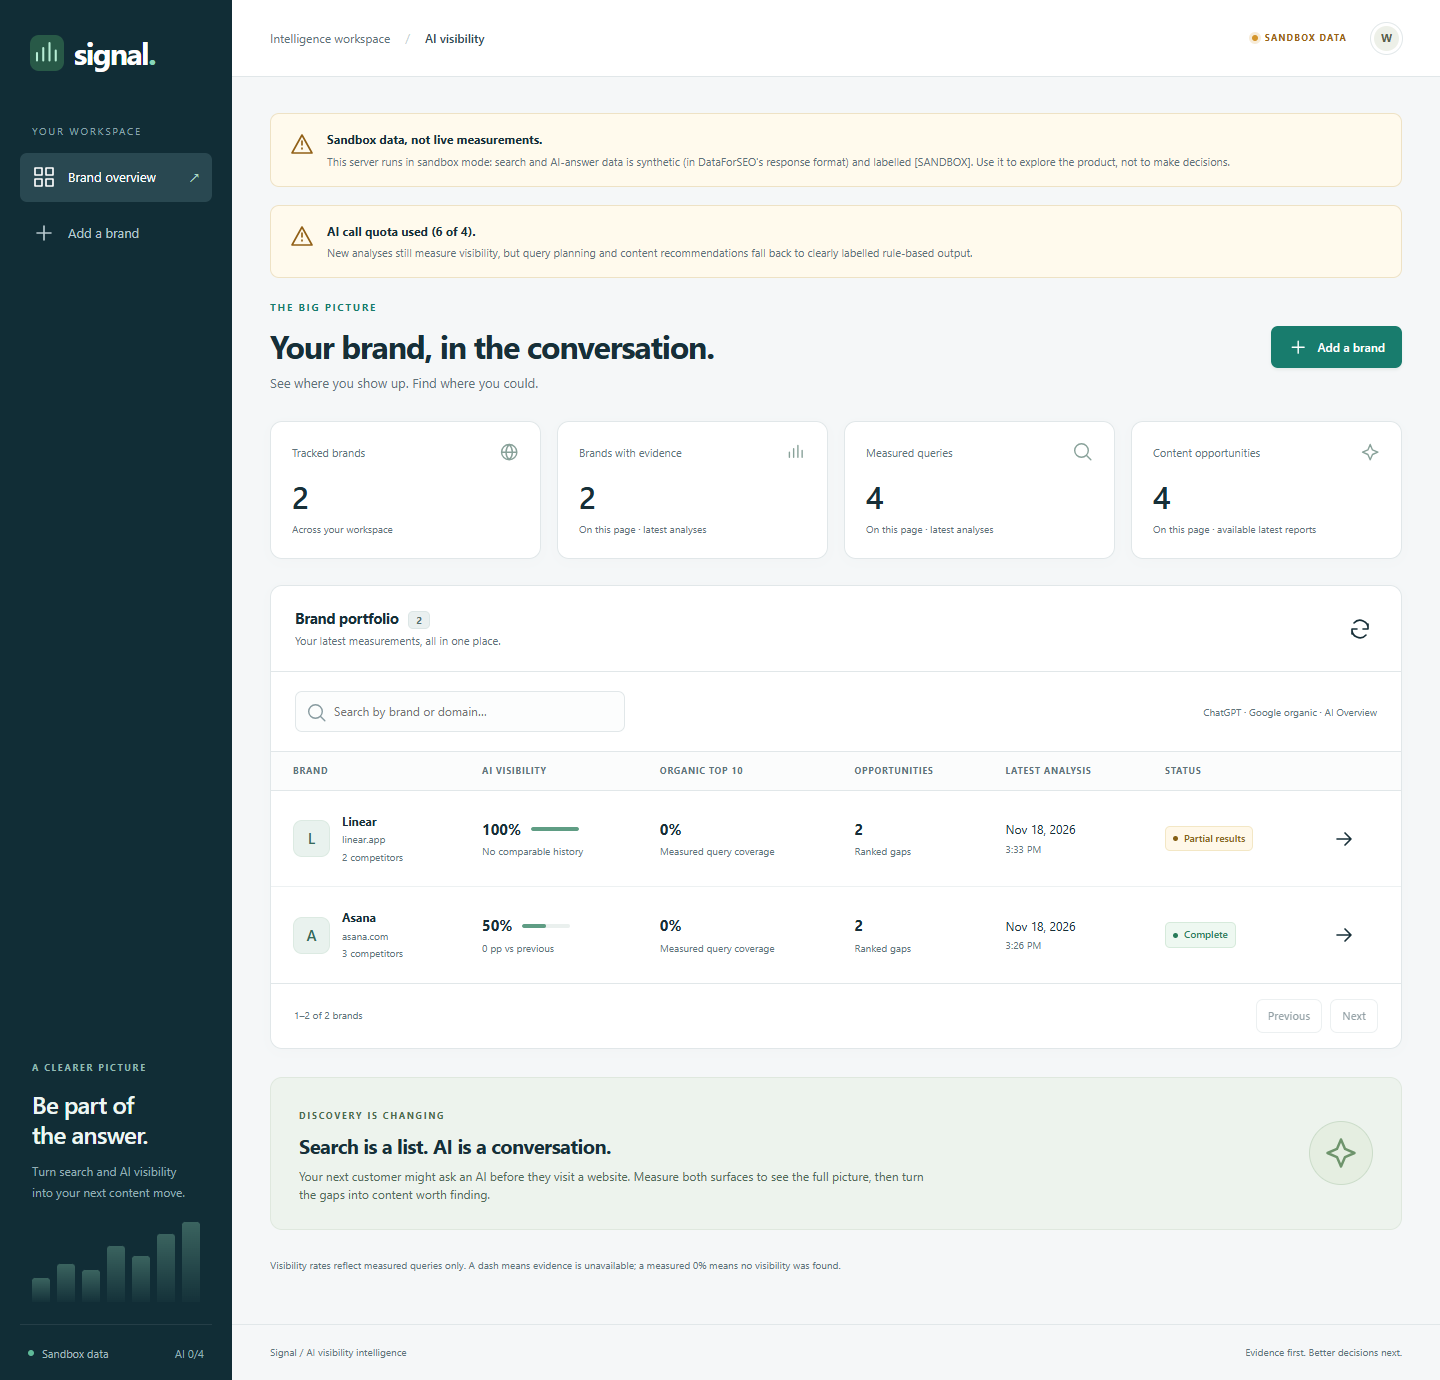 signal.
YOUR WORKSPACE
Brand overview ↗
Add a brand
A CLEARER PICTURE
Be part of
the answer.
Turn search and AI visibility
into your next content move.
Sandbox data AI 0/4
Intelligence workspace / AI visibility
SANDBOX DATA W
Sandbox data, not live measurements.
This server runs in sandbox mode: search and AI-answer data is synthetic (in DataForSEO's response format) and labelled [SANDBOX]. Use it to explore the product, not to make decisions.
AI call quota used (6 of 4).
New analyses still measure visibility, but query planning and content recommendations fall back to clearly labelled rule-based output.
THE BIG PICTURE
Your brand, in the conversation.
See where you show up. Find where you could.
Add a brand
Tracked brands
2
Across your workspace
Brands with evidence
2
On this page · latest analyses
Measured queries
4
On this page · latest analyses
Content opportunities
4
On this page · available latest reports
Brand portfolio 2
Your latest measurements, all in one place.
Search by brand or domain...
ChatGPT · Google organic · AI Overview
BRAND AI VISIBILITY ORGANIC TOP 10 OPPORTUNITIES LATEST ANALYSIS STATUS
L
Linear
linear.app
2 competitors
100%
No comparable history
0%
Measured query coverage
2
Ranked gaps
Nov 18, 2026
3:33 PM
Partial results
A
Asana
asana.com
3 competitors
50%
0 pp vs previous
0%
Measured query coverage
2
Ranked gaps
Nov 18, 2026
3:26 PM
Complete
1–2 of 2 brands
Previous Next
DISCOVERY IS CHANGING
Search is a list. AI is a conversation.
Your next customer might ask an AI before they visit a website. Measure both surfaces to see the full picture, then turn
the gaps into content worth finding.
Visibility rates reflect measured queries only. A dash means evidence is unavailable; a measured 0% means no visibility was found.
Signal / AI visibility intelligence
Evidence first. Better decisions next.